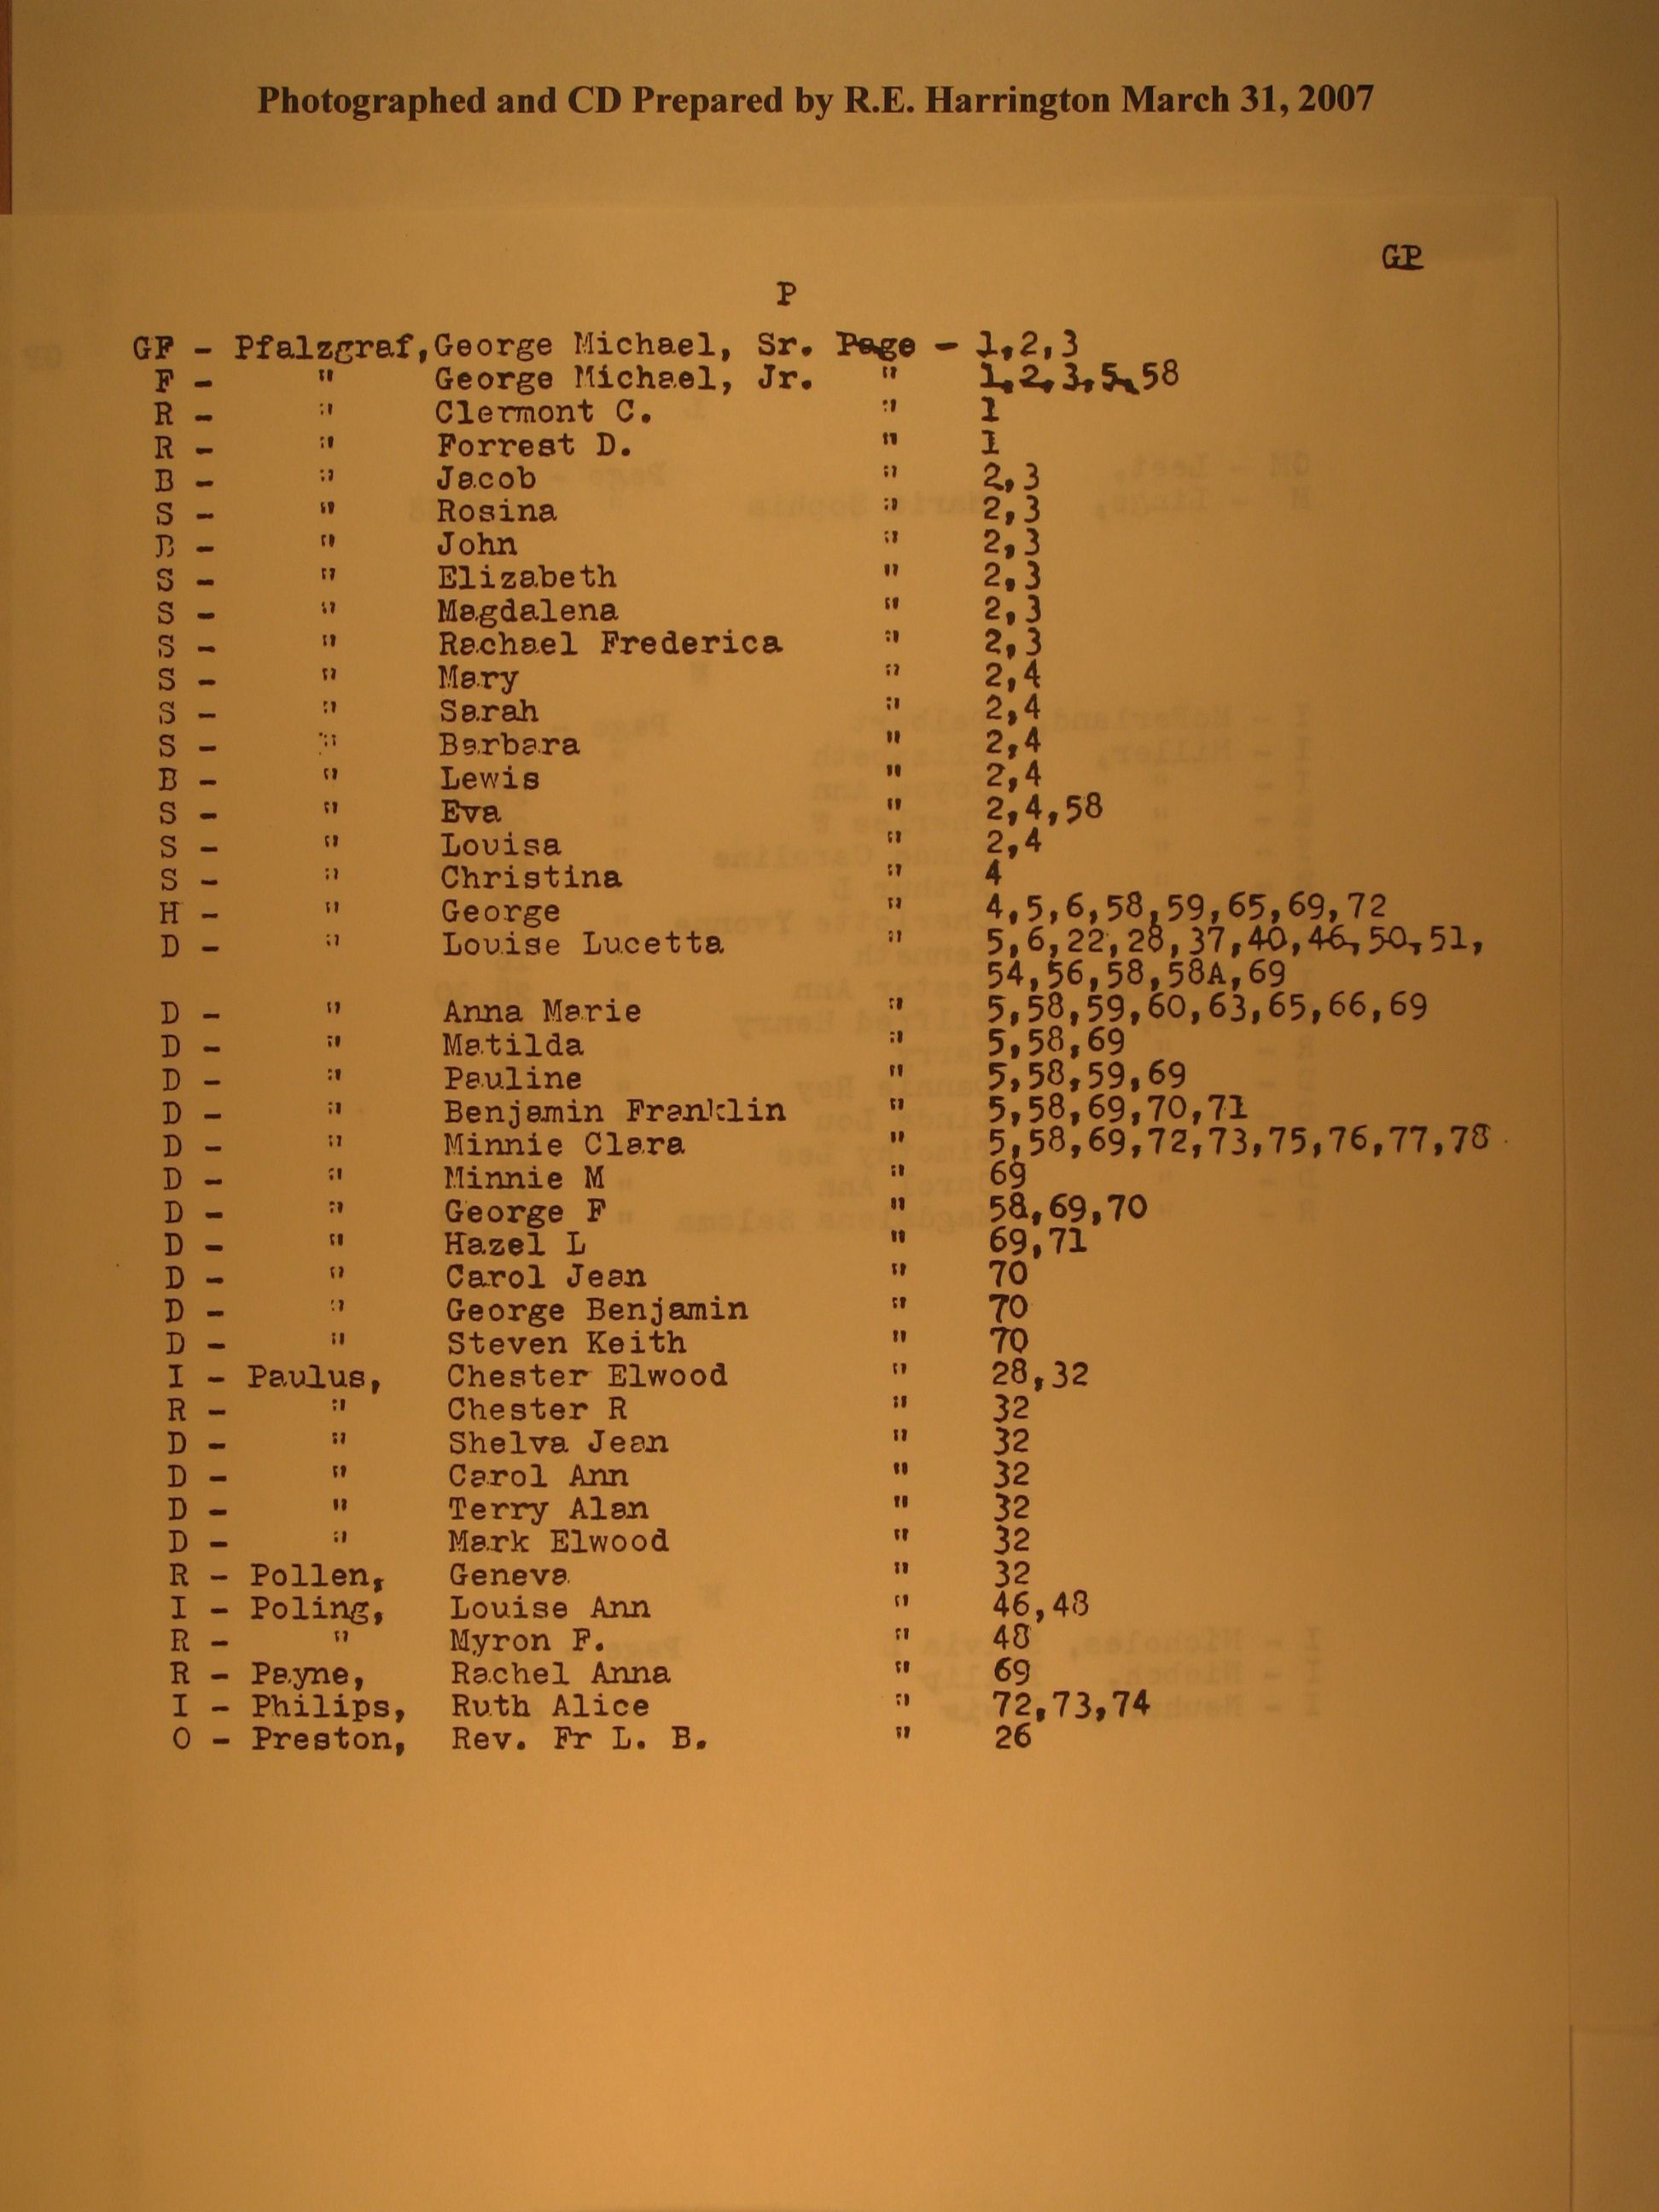 Photographed and CD Prepared by R.E. Harrington March 31, 2007
GP
P
GF - Pfalzgraf, George Michael, Sr. Page - 1,2,3
F - " George Michael, Jr. " 1,2,3,5,58
R - " Clermont C. " 1
R - " Forrest D. " 1
B - " Jacob " 2,3
S - " Rosina " 2,3
B - " John " 2,3
S - " Elizabeth " 2,3
S - " Magdalena " 2,3
S - " Rachael Frederica " 2,3
S - " Mary " 2,4
S - " Sarah " 2,4
S - " Barbara " 2,4
B - " Lewis " 2,4
S - " Eva " 2,4,58
S - " Louisa " 2,4
S - " Christina " 4
H - " George " 4,5,6,58,59,65,69,72
D - " Louise Lucetta " 5,6,22,28,37,40,46,50,51,
54,56,58,58A,69
D - " Anna Marie " 5,58,59,60,63,65,66,69
D - " Matilda " 5,58,69
D - " Pauline " 5,58,59,69
D - " Benjamin Franklin " 5,58,69,70,71
D - " Minnie Clara " 5,58,69,72,73,75,76,77,78
D - " Minnie M " 69
D - " George F " 58,69,70
D - " Hazel L " 69,71
D - " Carol Jean " 70
D - " George Benjamin " 70
D - " Steven Keith " 70
I - Paulus, Chester Elwood " 28,32
R - " Chester R " 32
D - " Shelva Jean " 32
D - " Carol Ann " 32
D - " Terry Alan " 32
D - " Mark Elwood " 32
R - Pollen, Geneva " 32
I - Poling, Louise Ann " 46,48
R - " Myron F. " 48
R - Payne, Rachel Anna " 69
I - Philips, Ruth Alice " 72,73,74
O - Preston, Rev. Fr L. B. " 26